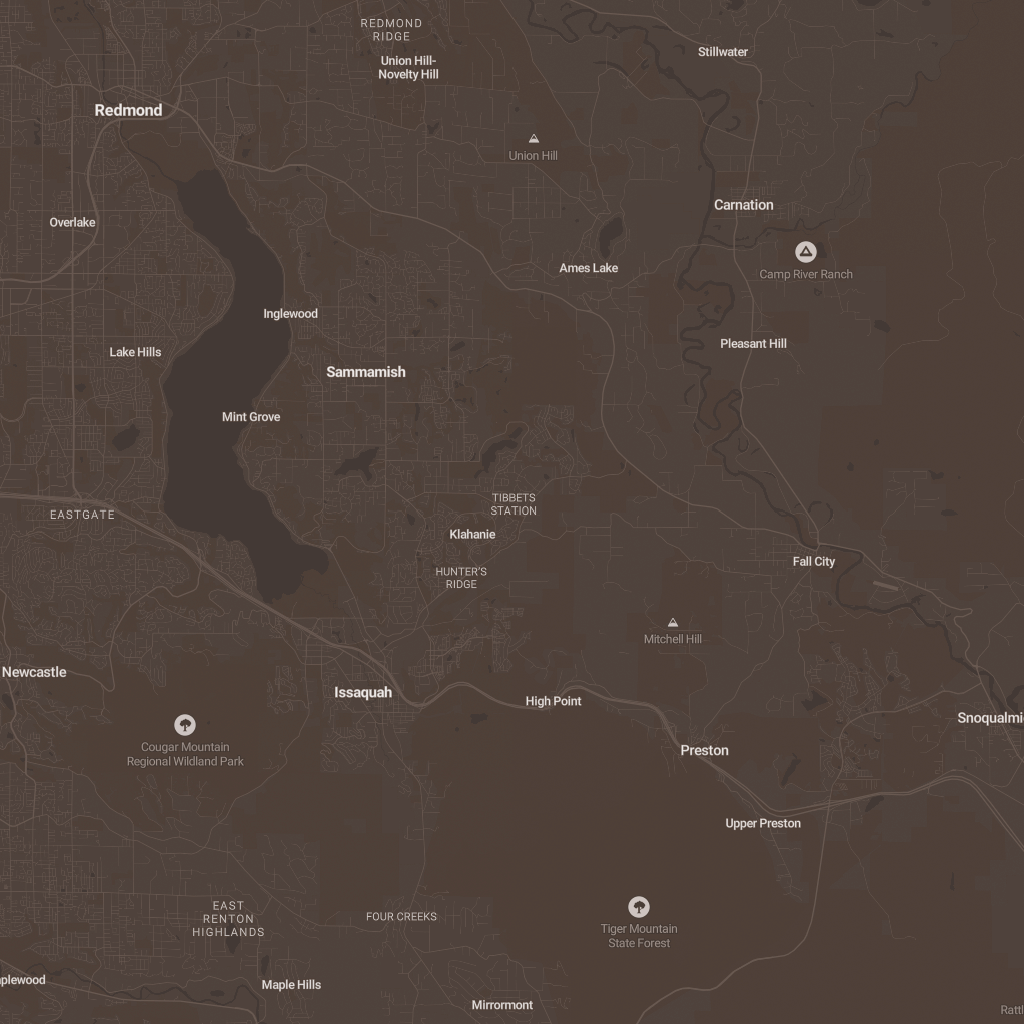 REDMOND
RIDGE
Stillwater
Union Hill-
Novelty Hill
Redmond
Union Hill
Carnation
Overlake
Ames Lake
Camp River Ranch
Inglewood
Pleasant Hill
Lake Hills
Sammamish
Mint Grove
TIBBETS
STATION
EASTGATE
Klahanie
Fall City
HUNTER'S
RIDGE
Mitchell Hill
Newcastle
Issaquah
High Point
Snoqualmi
Cougar Mountain
Regional Wildland Park
Preston
Upper Preston
EAST
RENTON
HIGHLANDS
FOUR CREEKS
Tiger Mountain
State Forest
plewood
Maple Hills
Mirrormont
Rattl